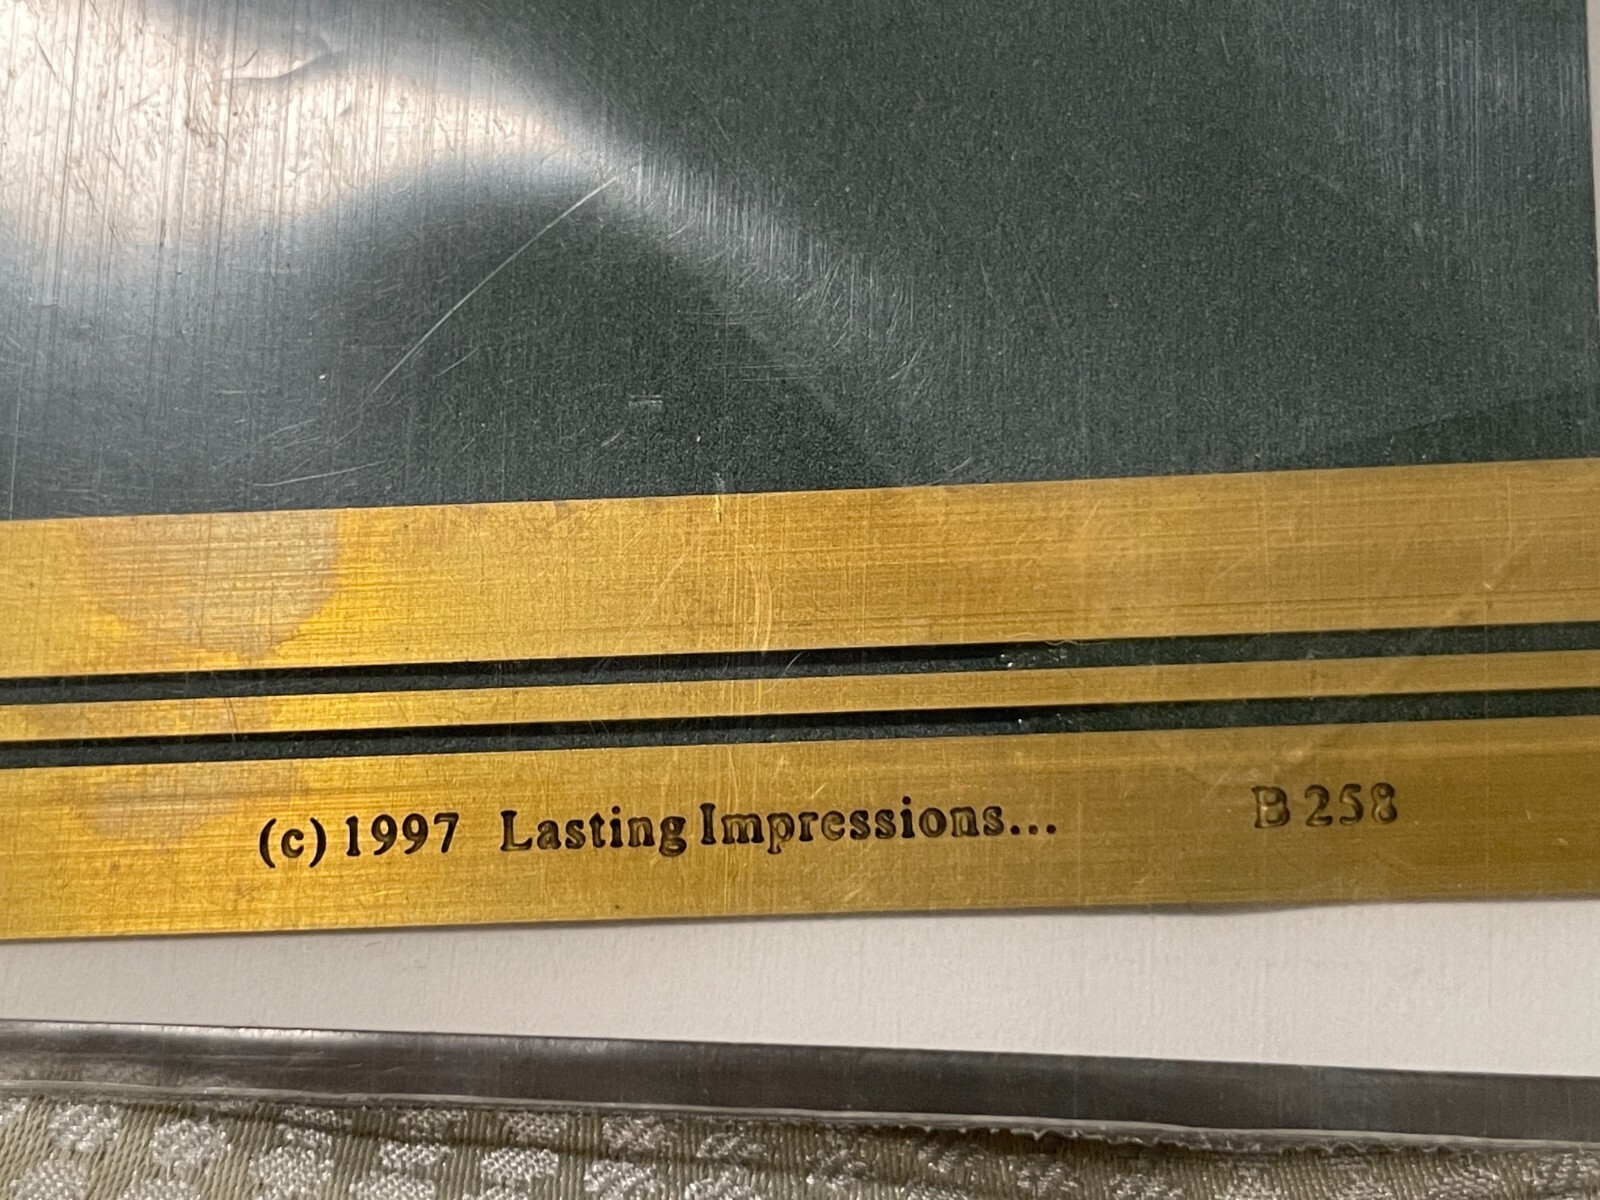 (c) 1997 Lasting Impressions... B 258